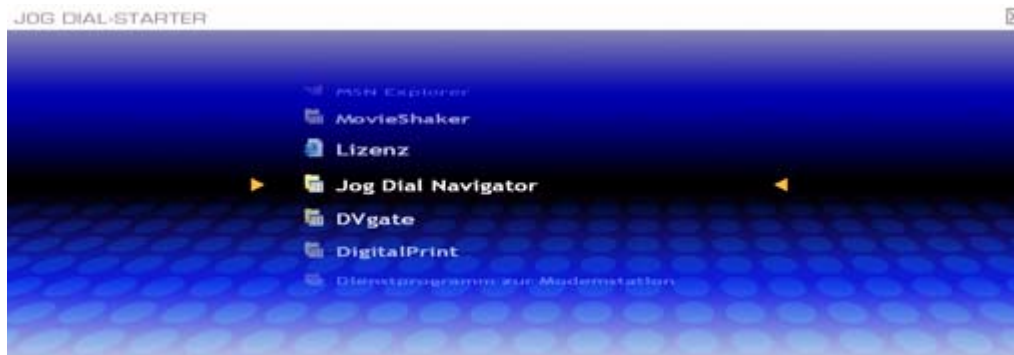 JOG DIAL-STARTER
MSN Explorer
MovieShaker
Lizenz
Jog Dial Navigator
DVgate
DigitalPrint
Dienstprogramm zur Modemstation